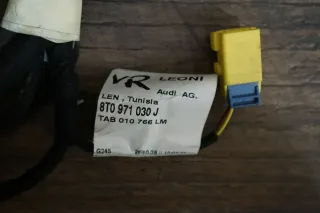 VR LEONI
Audi AG.
LEN, Tunisia
8T0 971 030 J
TAB 010 766 LM
G245